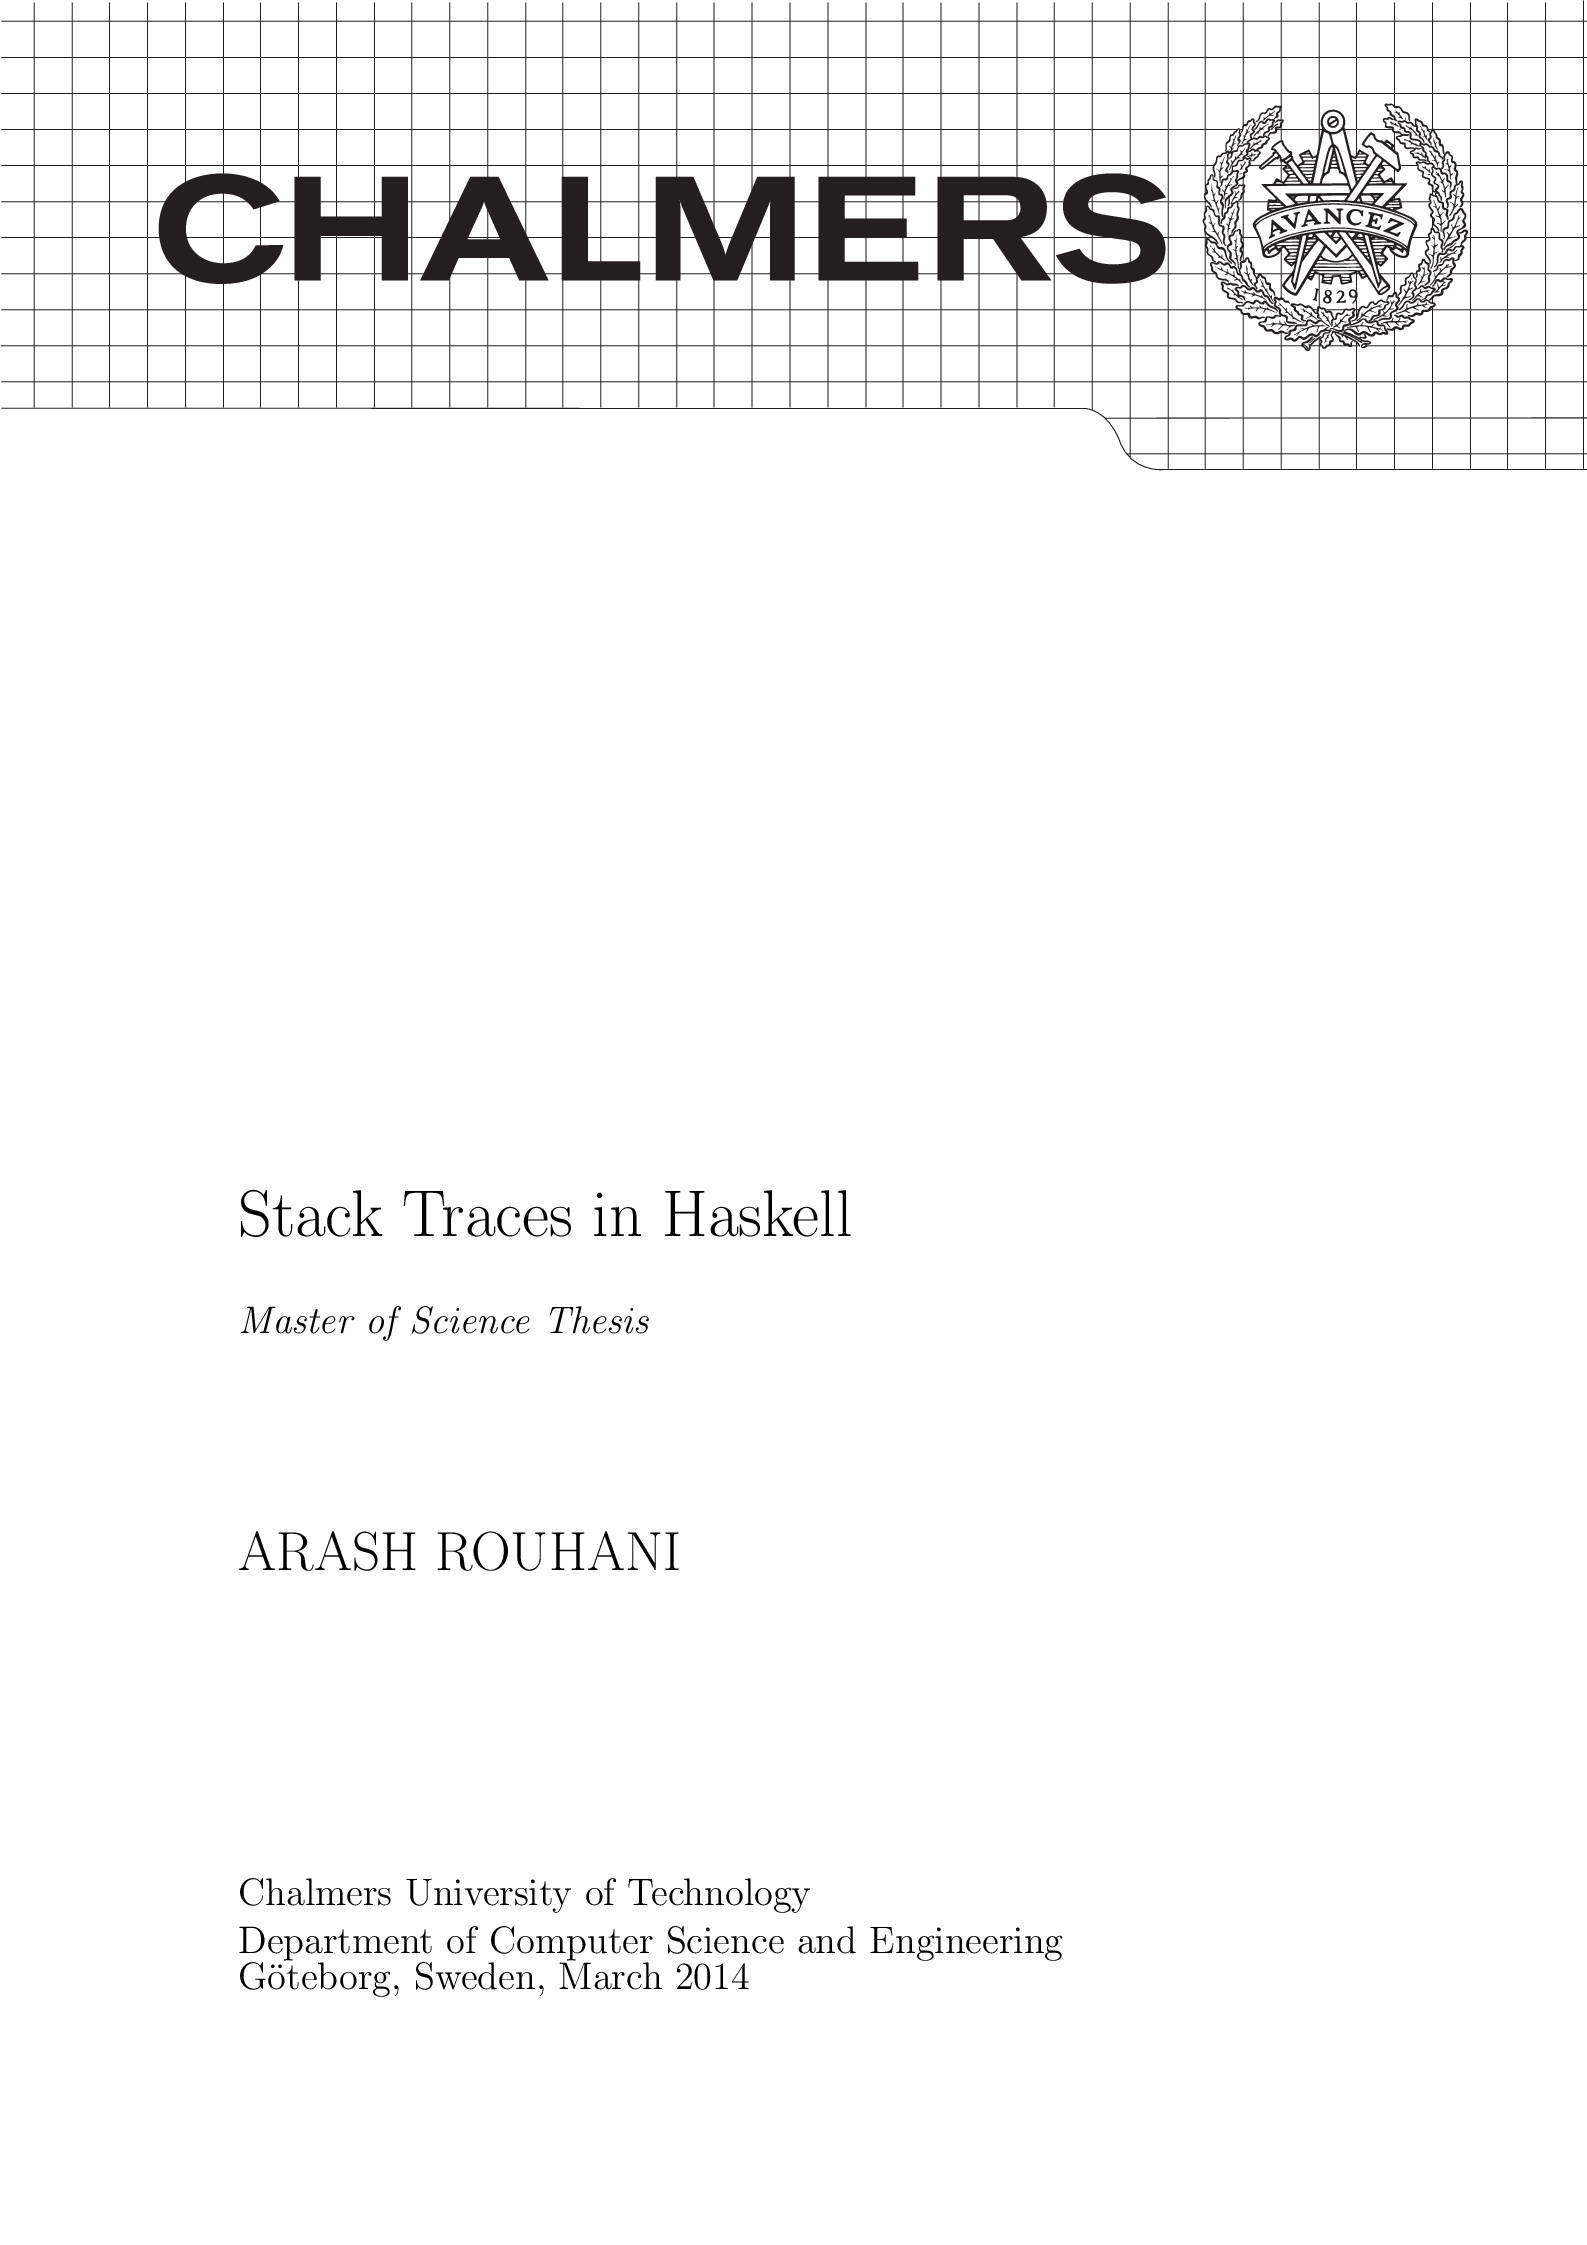 CHALMERS
AVANCEZ
1829
Stack Traces in Haskell
Master of Science Thesis
ARASH ROUHANI
Chalmers University of Technology
Department of Computer Science and Engineering
Göteborg, Sweden, March 2014